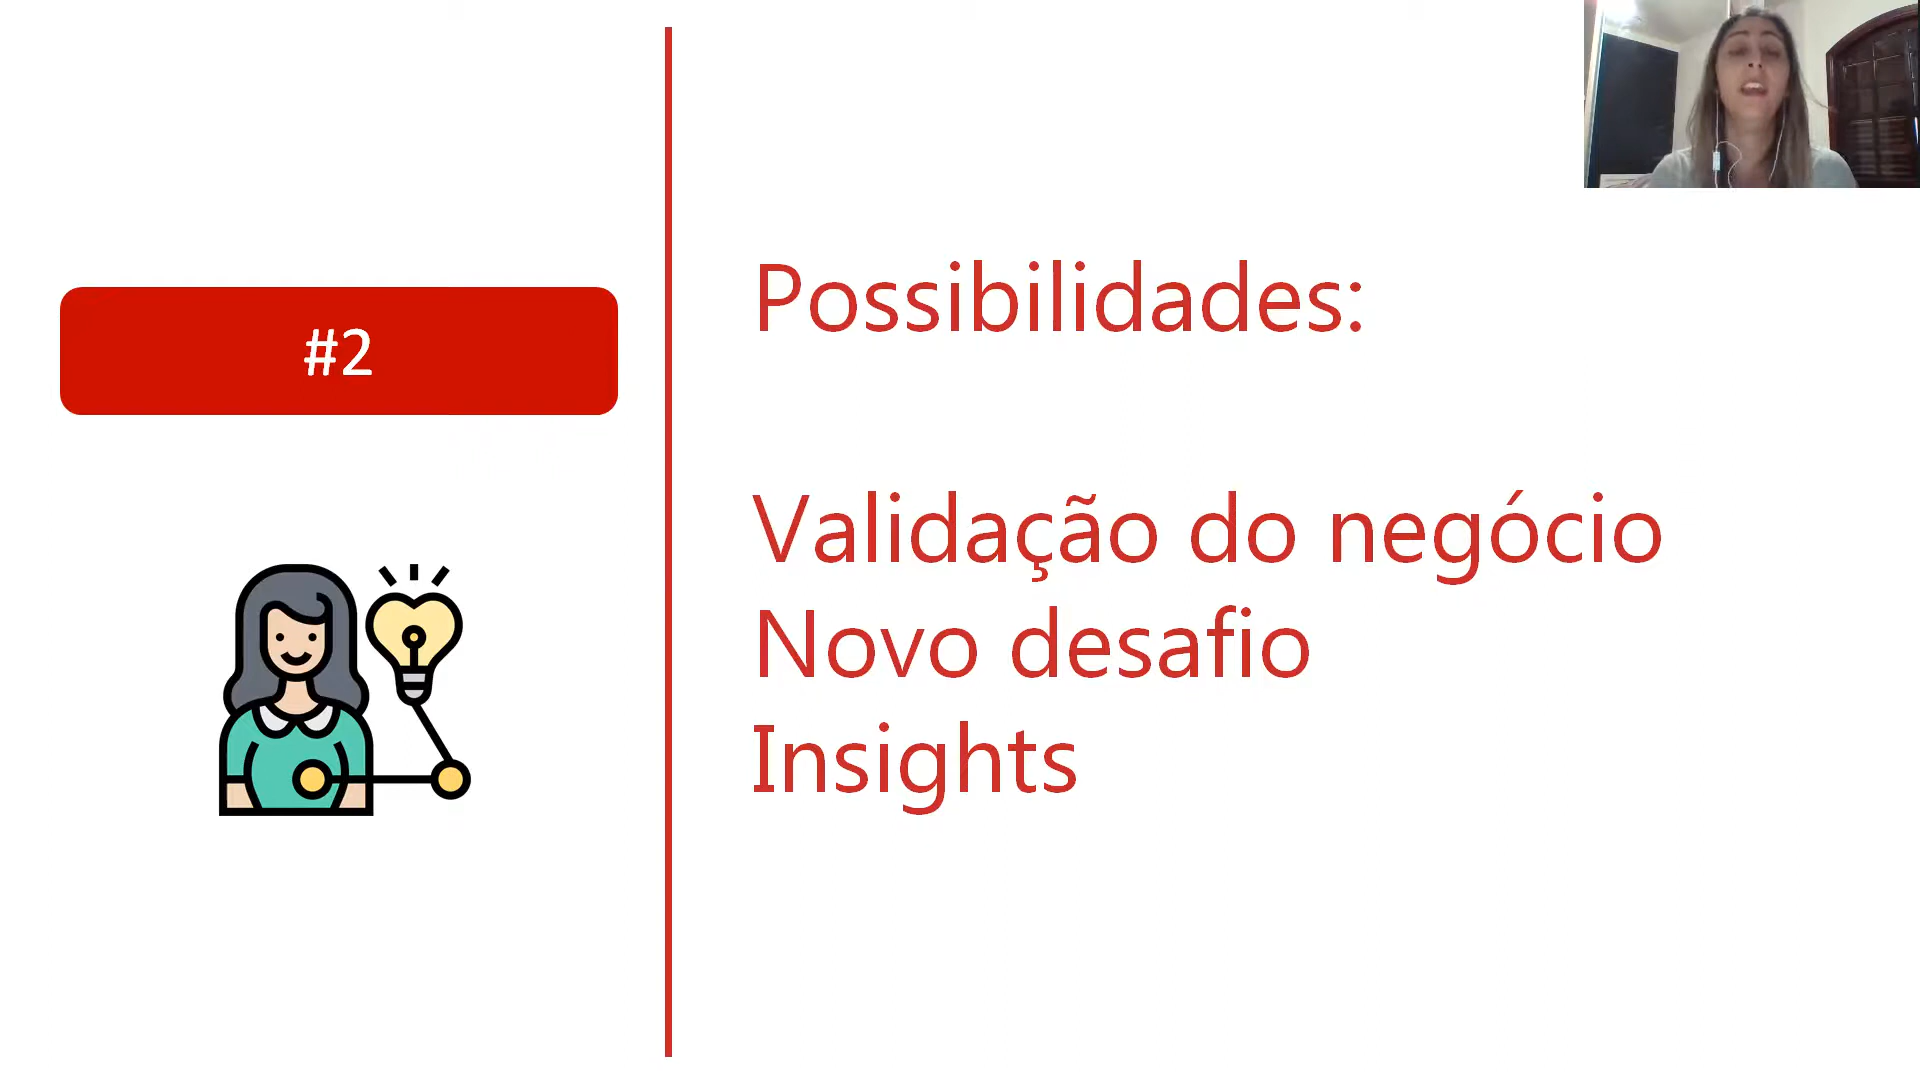 #2
Possibilidades:
Validação do negócio
Novo desafio
Insights